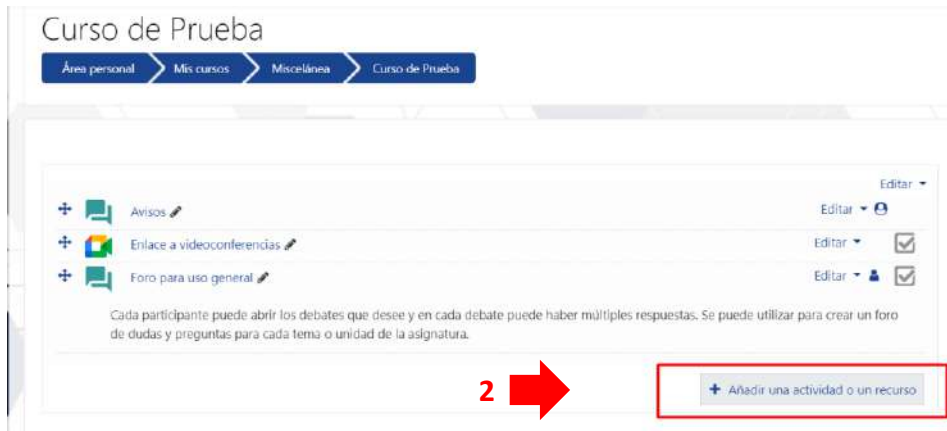 Curso de Prueba
Área personal
Mis cursos
Miscelánea
Curso de Prueba
Editar
Avisos
Editar
Enlace a videoconferencias
Editar
Foro para uso general
Editar
Cada participante puede abrir los debates que desee y en cada debate puede haber múltiples respuestas. Se puede utilizar para crear un foro
de dudas y preguntas para cada tema o unidad de la asignatura.
2
+ Añadir una actividad o un recurso